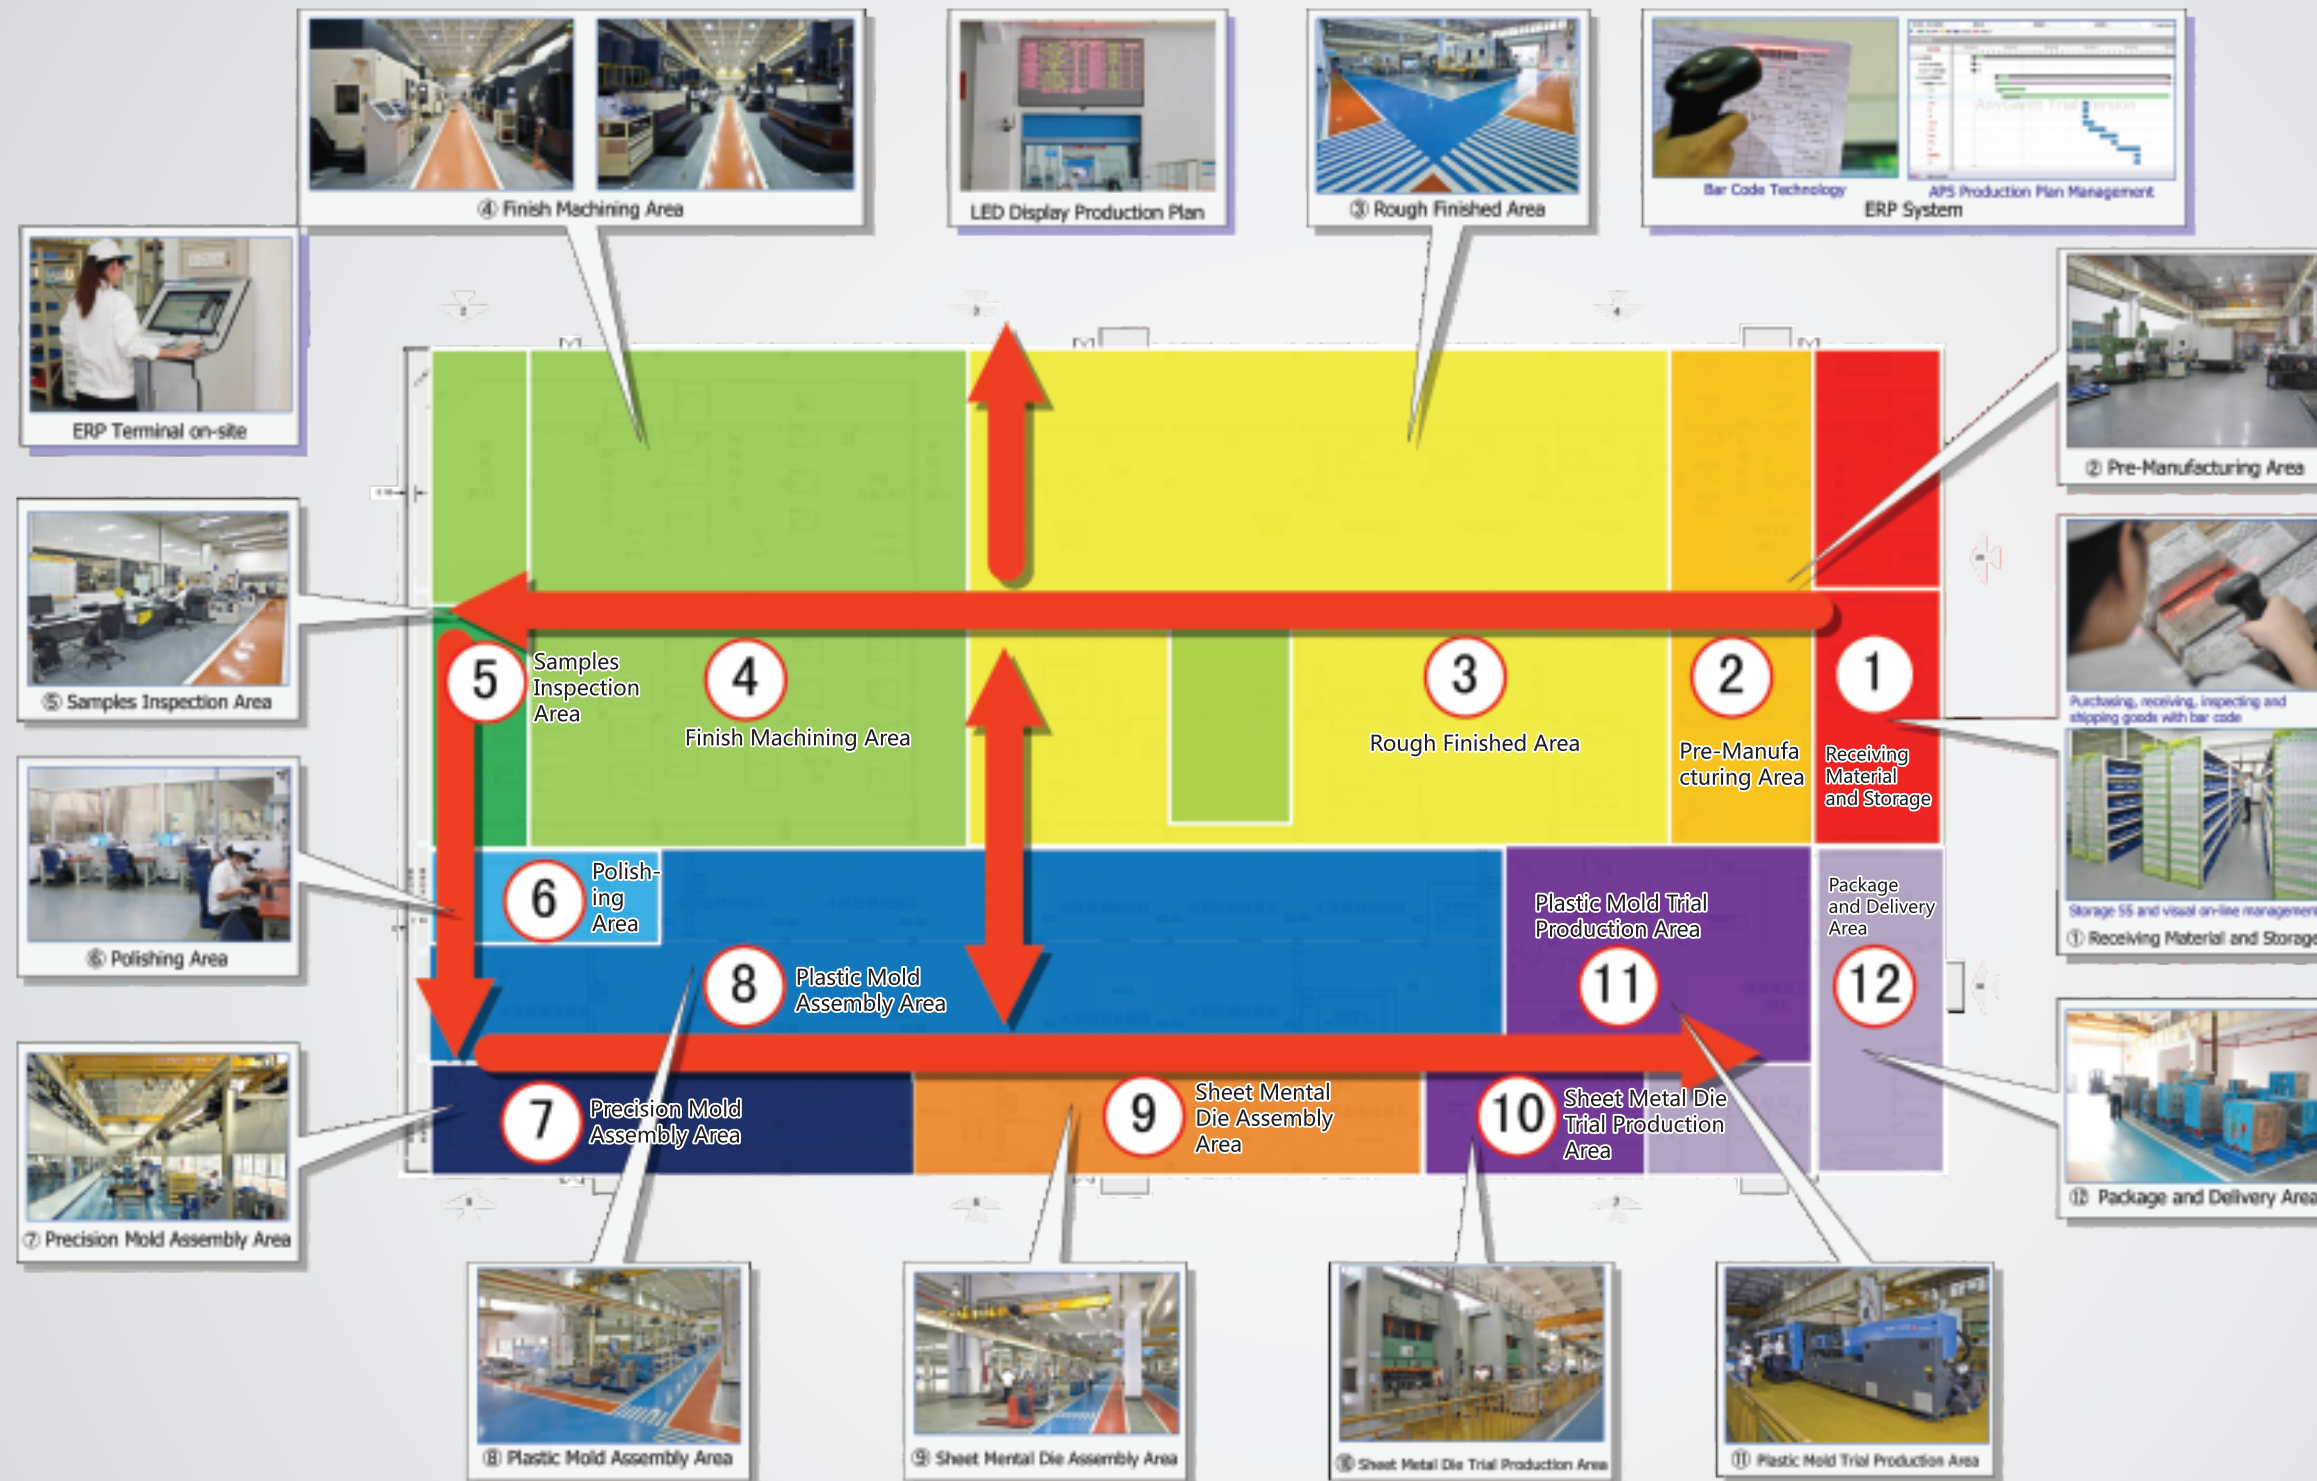 ④ Finish Machining Area
LED Display Production Plan
③ Rough Finished Area
AnyGantt Trial Version
Bar Code Technology
APS Production Plan Management
ERP System
ERP Terminal on-site
② Pre-Manufacturing Area
⑤ Samples Inspection Area
Purchasing, receiving, inspecting and
shipping goods with bar code
Storage 5S and visual on-line management
① Receiving Material and Storage
5
Samples
Inspection
Area
4
Finish Machining Area
3
Rough Finished Area
2
Pre-Manufa
cturing Area
1
Receiving
Material
and Storage
6
Polish-
ing
Area
⑥ Polishing Area
8
Plastic Mold
Assembly Area
Plastic Mold Trial
Production Area
11
Package
and Delivery
Area
12
7
Precision Mold
Assembly Area
9
Sheet Mental
Die Assembly
Area
10
Sheet Metal Die
Trial Production
Area
⑦ Precision Mold Assembly Area
⑫ Package and Delivery Area
⑧ Plastic Mold Assembly Area
⑨ Sheet Mental Die Assembly Area
⑩ Sheet Metal Die Trial Production Area
⑪ Plastic Mold Trial Production Area